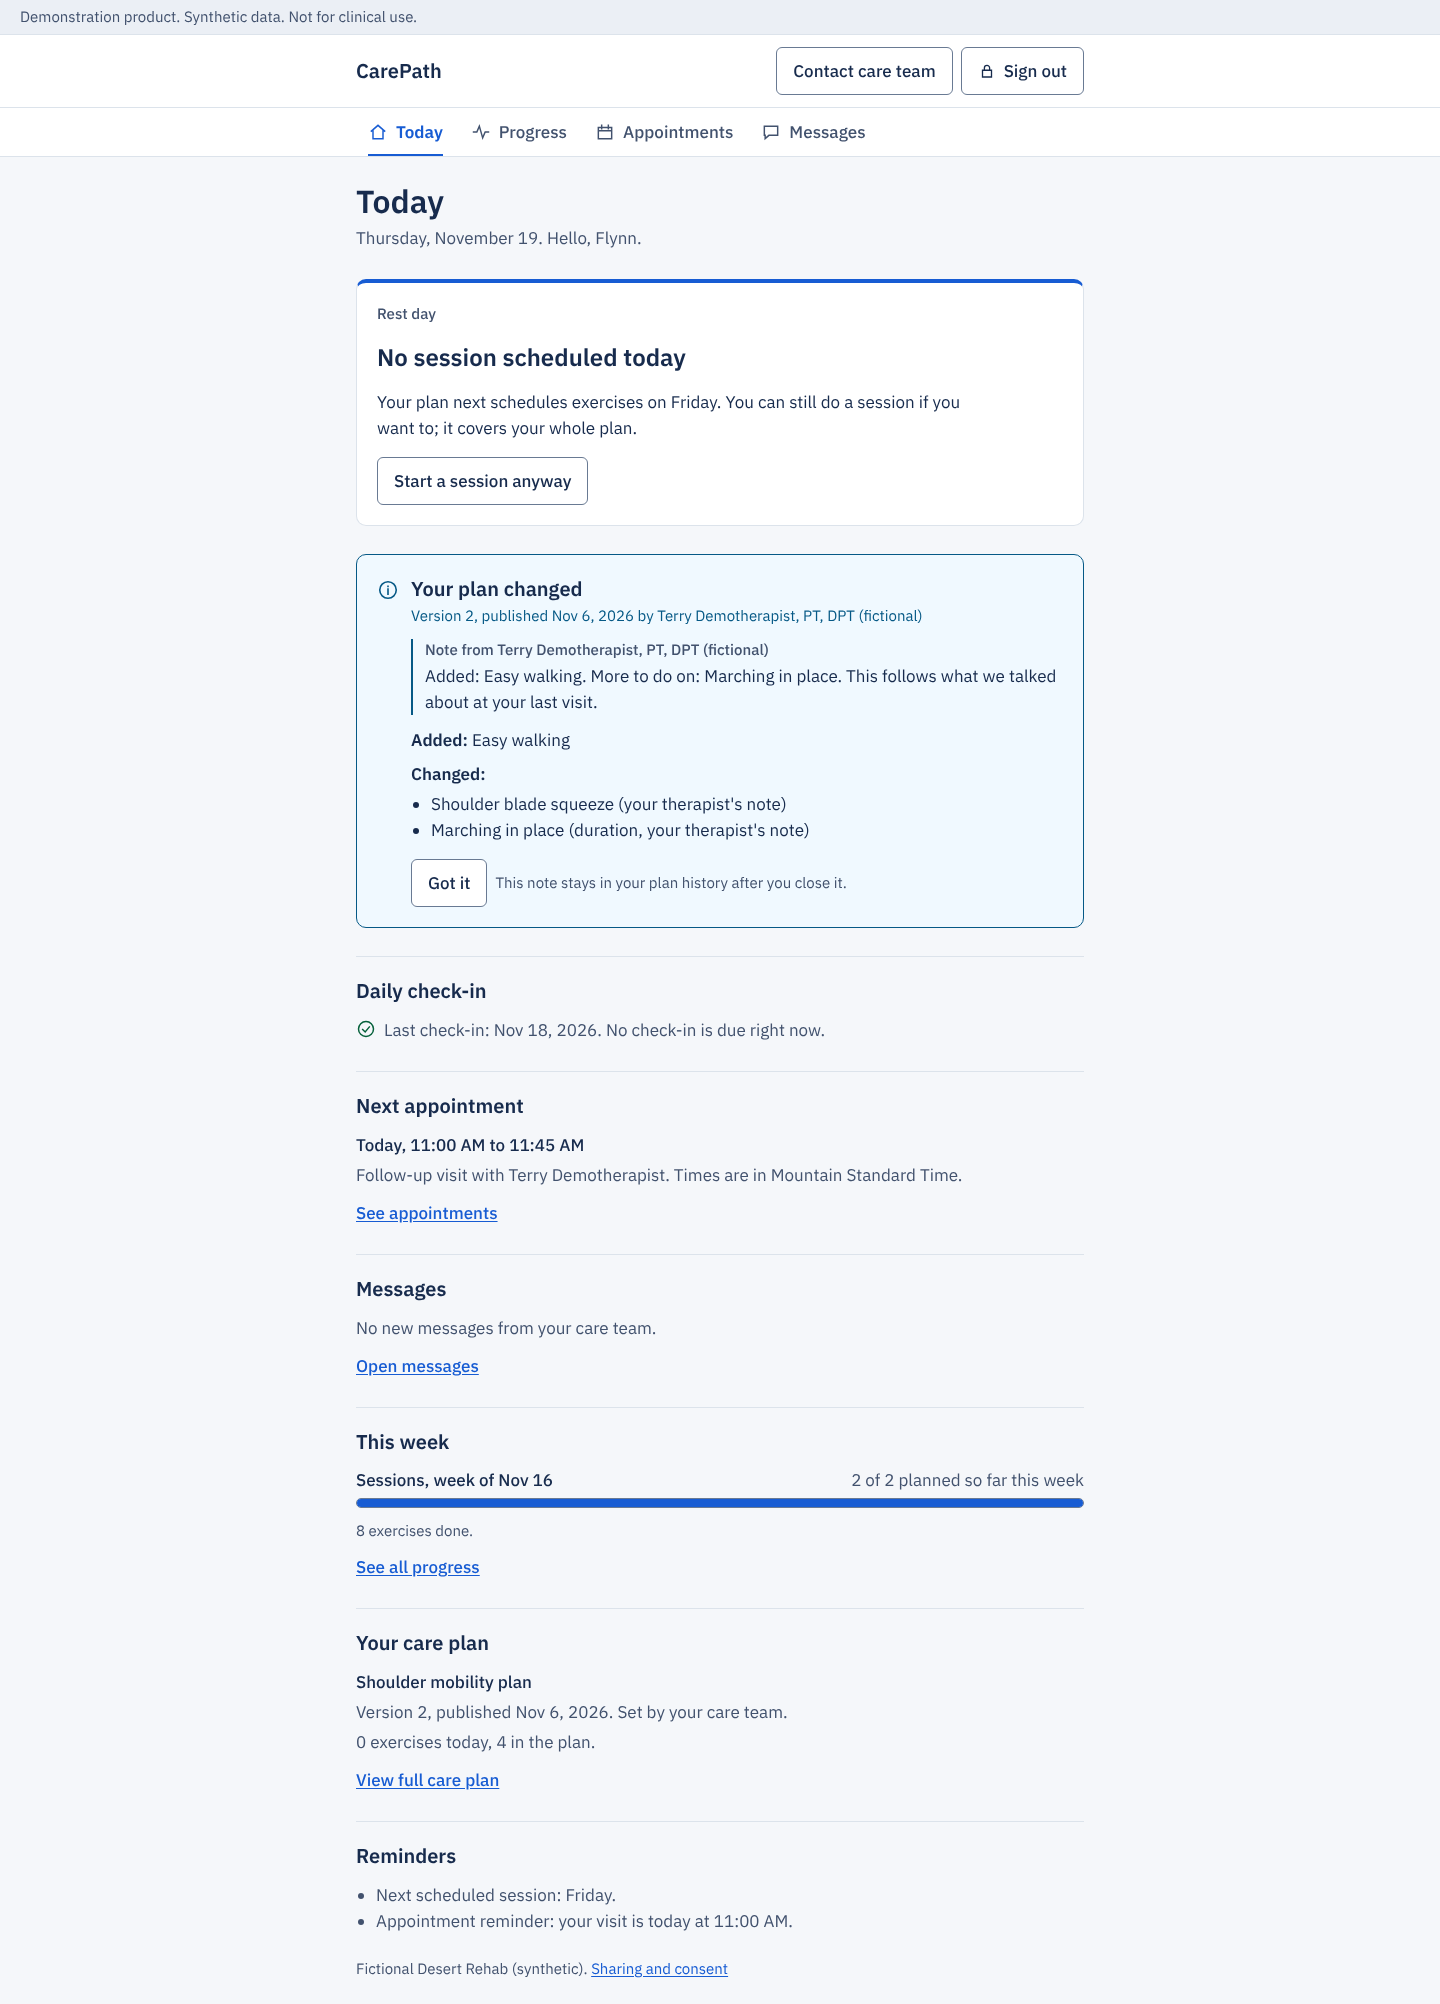 Demonstration product. Synthetic data. Not for clinical use.
CarePath
Contact care team
Sign out
Today
Progress
Appointments
Messages
Today
Thursday, November 19. Hello, Flynn.
Rest day
No session scheduled today
Your plan next schedules exercises on Friday. You can still do a session if you
want to; it covers your whole plan.
Start a session anyway
Your plan changed
Version 2, published Nov 6, 2026 by Terry Demotherapist, PT, DPT (fictional)
Note from Terry Demotherapist, PT, DPT (fictional)
Added: Easy walking. More to do on: Marching in place. This follows what we talked
about at your last visit.
Added: Easy walking
Changed:
Shoulder blade squeeze (your therapist's note)
Marching in place (duration, your therapist's note)
Got it
This note stays in your plan history after you close it.
Daily check-in
Last check-in: Nov 18, 2026. No check-in is due right now.
Next appointment
Today, 11:00 AM to 11:45 AM
Follow-up visit with Terry Demotherapist. Times are in Mountain Standard Time.
See appointments
Messages
No new messages from your care team.
Open messages
This week
Sessions, week of Nov 16
2 of 2 planned so far this week
8 exercises done.
See all progress
Your care plan
Shoulder mobility plan
Version 2, published Nov 6, 2026. Set by your care team.
0 exercises today, 4 in the plan.
View full care plan
Reminders
Next scheduled session: Friday.
Appointment reminder: your visit is today at 11:00 AM.
Fictional Desert Rehab (synthetic). Sharing and consent